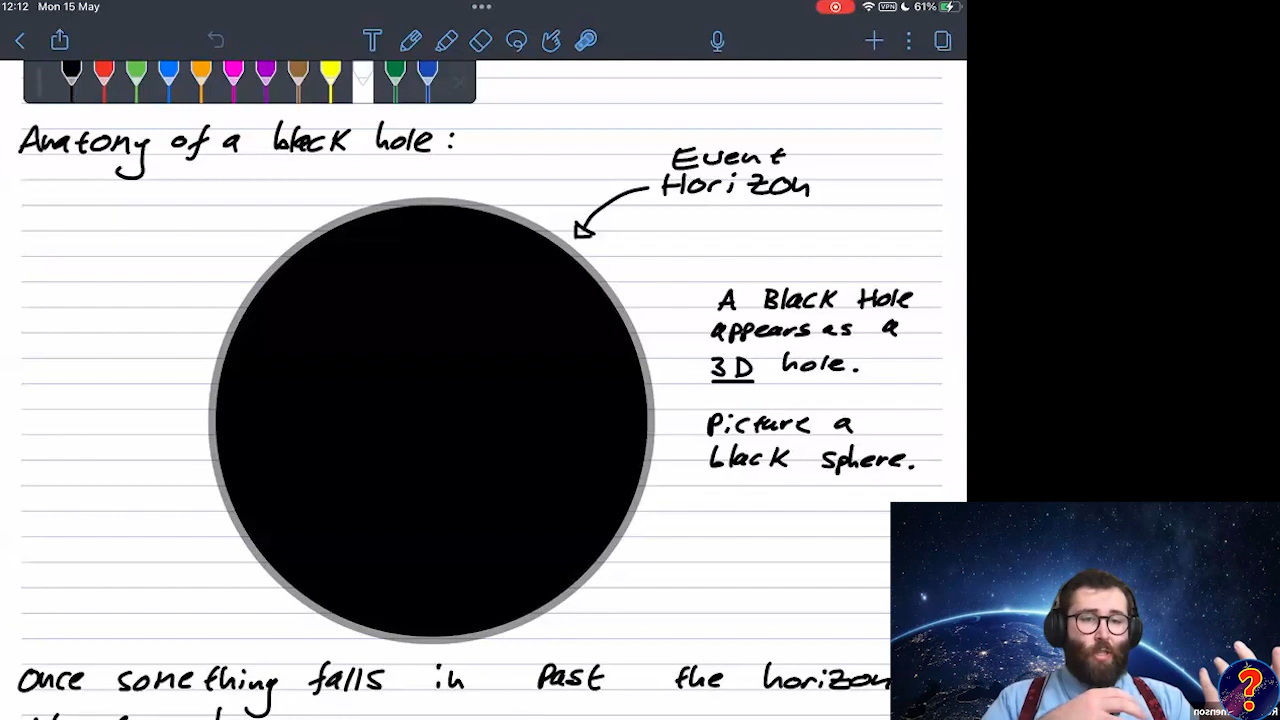 12:12 Mon 15 May
VPN 61%
T
Anatomy of a black hole:
Event
Horizon
A Black Hole
appears as a
3D hole.
Picture a
black sphere.
Once something falls in past the horizon
?